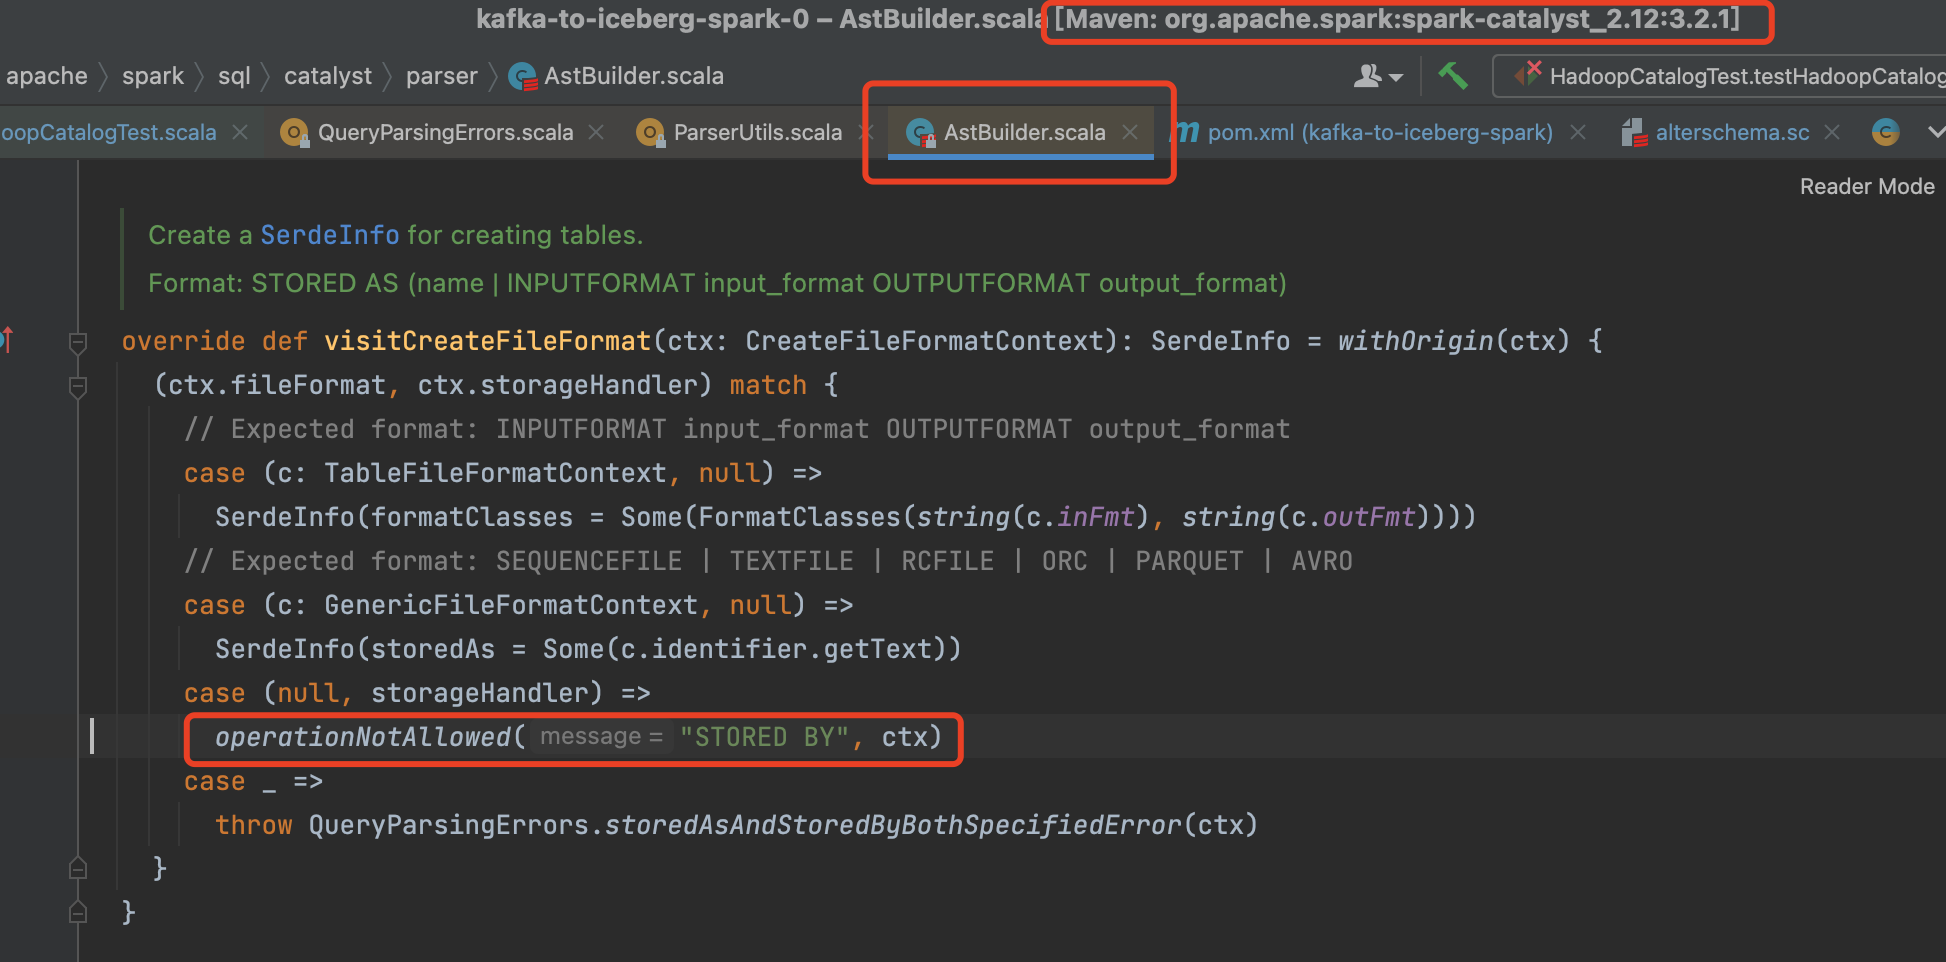 kafka-to-iceberg-spark-0 – AstBuilder.scala [Maven: org.apache.spark:spark-catalyst_2.12:3.2.1]
apache spark sql catalyst parser AstBuilder.scala HadoopCatalogTest.testHadoopCatalog
oopCatalogTest.scala QueryParsingErrors.scala ParserUtils.scala AstBuilder.scala pom.xml (kafka-to-iceberg-spark) alterschema.sc
Reader Mode
Create a SerdeInfo for creating tables.
Format: STORED AS (name | INPUTFORMAT input_format OUTPUTFORMAT output_format)
override def visitCreateFileFormat(ctx: CreateFileFormatContext): SerdeInfo = withOrigin(ctx) {
(ctx.fileFormat, ctx.storageHandler) match {
// Expected format: INPUTFORMAT input_format OUTPUTFORMAT output_format
case (c: TableFileFormatContext, null) =>
SerdeInfo(formatClasses = Some(FormatClasses(string(c.inFmt), string(c.outFmt))))
// Expected format: SEQUENCEFILE | TEXTFILE | RCFILE | ORC | PARQUET | AVRO
case (c: GenericFileFormatContext, null) =>
SerdeInfo(storedAs = Some(c.identifier.getText))
case (null, storageHandler) =>
operationNotAllowed( message = "STORED BY", ctx)
case _ =>
throw QueryParsingErrors.storedAsAndStoredByBothSpecifiedError(ctx)
}
}